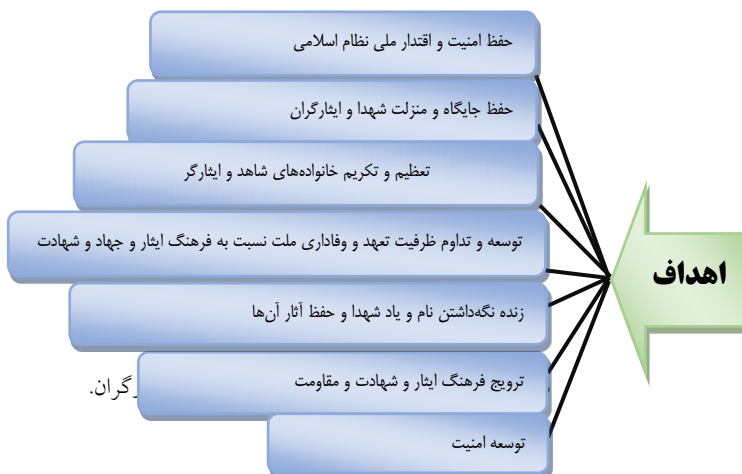 حفظ امنیت و اقتدار ملی نظام اسلامی
حفظ جایگاه و منزلت شهدا و ایثارگران
تعظیم و تکریم خانواده‌های شاهد و ایثارگر
توسعه و تداوم ظرفیت تعهد و وفاداری ملت نسبت به فرهنگ ایثار و جهاد و شهادت
اهداف
زنده نگه‌داشتن نام و یاد شهدا و حفظ آثار آن‌ها
ترویج فرهنگ ایثار و شهادت و مقاومت
توسعه امنیت